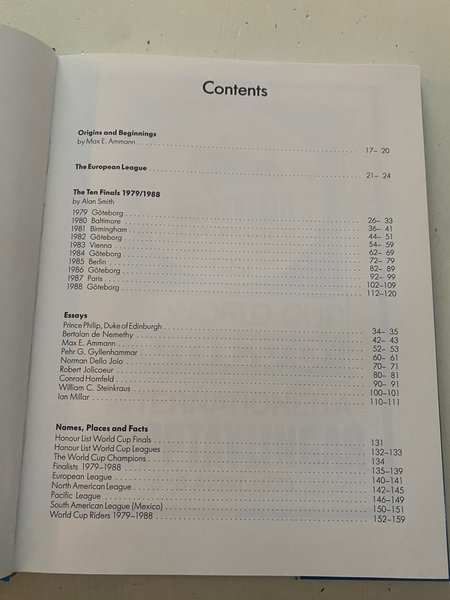 Contents
Origins and Beginnings
by Max E. Ammann ........ 17– 20
The European League ........ 21– 24
The Ten Finals 1979/1988
by Alan Smith
1979 Göteborg ........ 26– 33
1980 Baltimore ........ 36– 41
1981 Birmingham ........ 44– 51
1982 Göteborg ........ 54– 59
1983 Vienna ........ 62– 69
1984 Göteborg ........ 72– 79
1985 Berlin ........ 82– 89
1986 Göteborg ........ 92– 99
1987 Paris ........ 102–109
1988 Göteborg ........ 112–120
Essays
Prince Philip, Duke of Edinburgh ........ 34– 35
Bertalan de Nemethy ........ 42– 43
Max E. Ammann ........ 52– 53
Pehr G. Gyllenhammar ........ 60– 61
Norman Dello Joio ........ 70– 71
Robert Jolicoeur ........ 80– 81
Conrad Homfeld ........ 90– 91
William C. Steinkraus ........ 100–101
Ian Millar ........ 110–111
Names, Places and Facts
Honour List World Cup Finals ........ 131
Honour List World Cup Leagues ........ 132–133
The World Cup Champions ........ 134
Finalists 1979–1988 ........ 135–139
European League ........ 140–141
North American League ........ 142–145
Pacific League ........ 146–149
South American League (Mexico) ........ 150–151
World Cup Riders 1979–1988 ........ 152–159